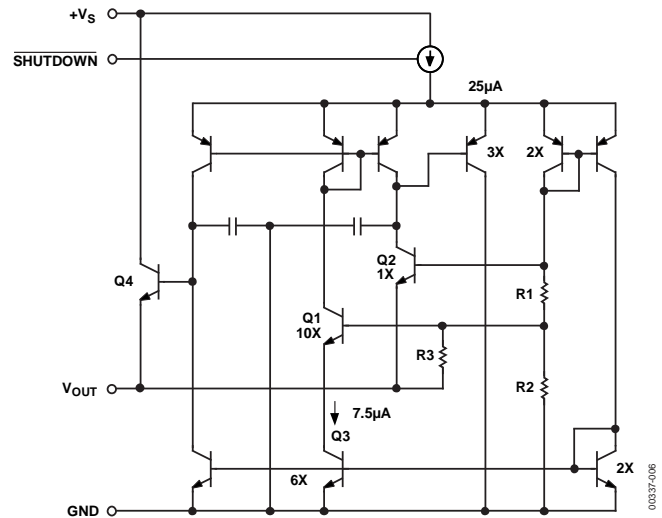 +VS
SHUTDOWN
25µA
3X
2X
Q2
1X
Q4
R1
Q1
10X
R3
VOUT
R2
7.5µA
Q3
6X
2X
GND
00337-006